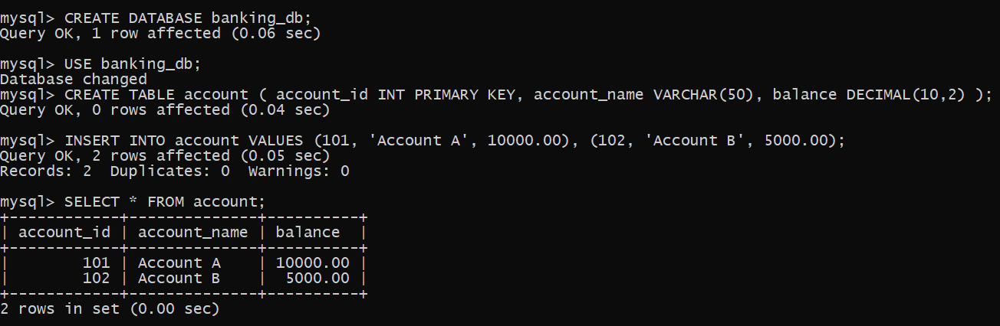 mysql> CREATE DATABASE banking_db;
Query OK, 1 row affected (0.06 sec)
mysql> USE banking_db;
Database changed
mysql> CREATE TABLE account ( account_id INT PRIMARY KEY, account_name VARCHAR(50), balance DECIMAL(10,2) );
Query OK, 0 rows affected (0.04 sec)
mysql> INSERT INTO account VALUES (101, 'Account A', 10000.00), (102, 'Account B', 5000.00);
Query OK, 2 rows affected (0.05 sec)
Records: 2  Duplicates: 0  Warnings: 0
mysql> SELECT * FROM account;
+------------+--------------+----------+
| account_id | account_name | balance  |
+------------+--------------+----------+
|        101 | Account A    | 10000.00 |
|        102 | Account B    |  5000.00 |
+------------+--------------+----------+
2 rows in set (0.00 sec)